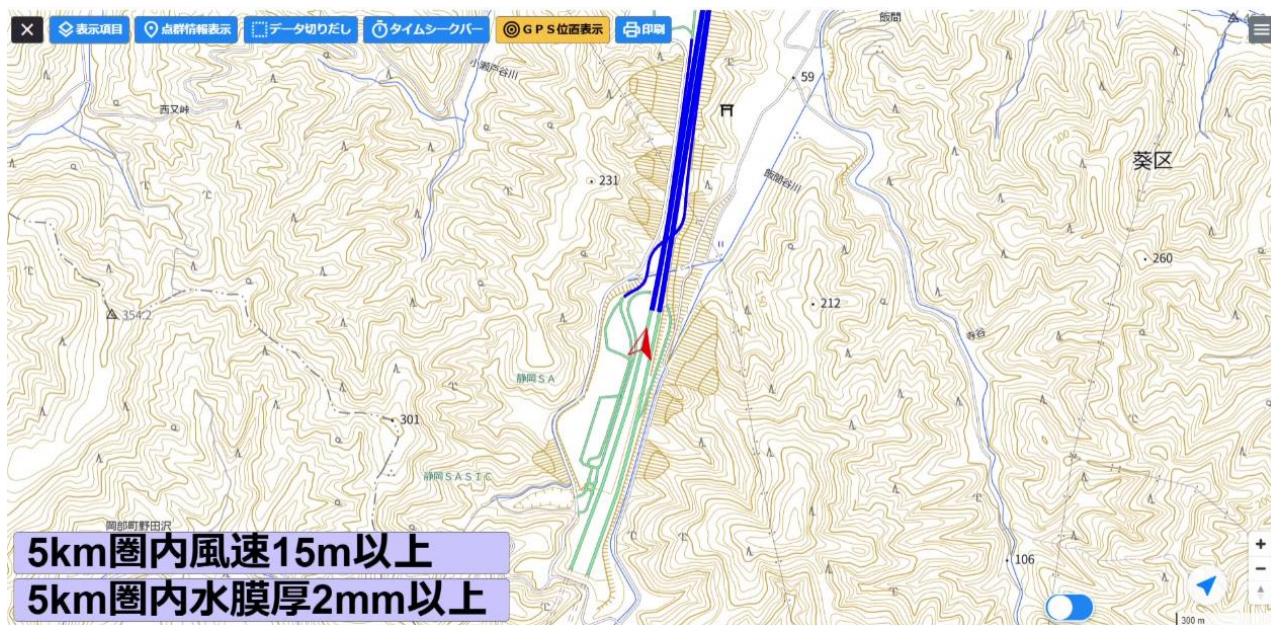 表示項目
点群情報表示
データ切りだし
タイムシークバー
ＧＰＳ位置表示
印刷
飯間
59
小瀬戸谷川
西又峠
200
葵区
231
飯間谷川
260
212
150
354.2
寺谷
静岡ＳＡ
301
静岡ＳＡＳＩＣ
岡部町野田沢
5km圏内風速15m以上
106
5km圏内水膜厚2mm以上
300 m